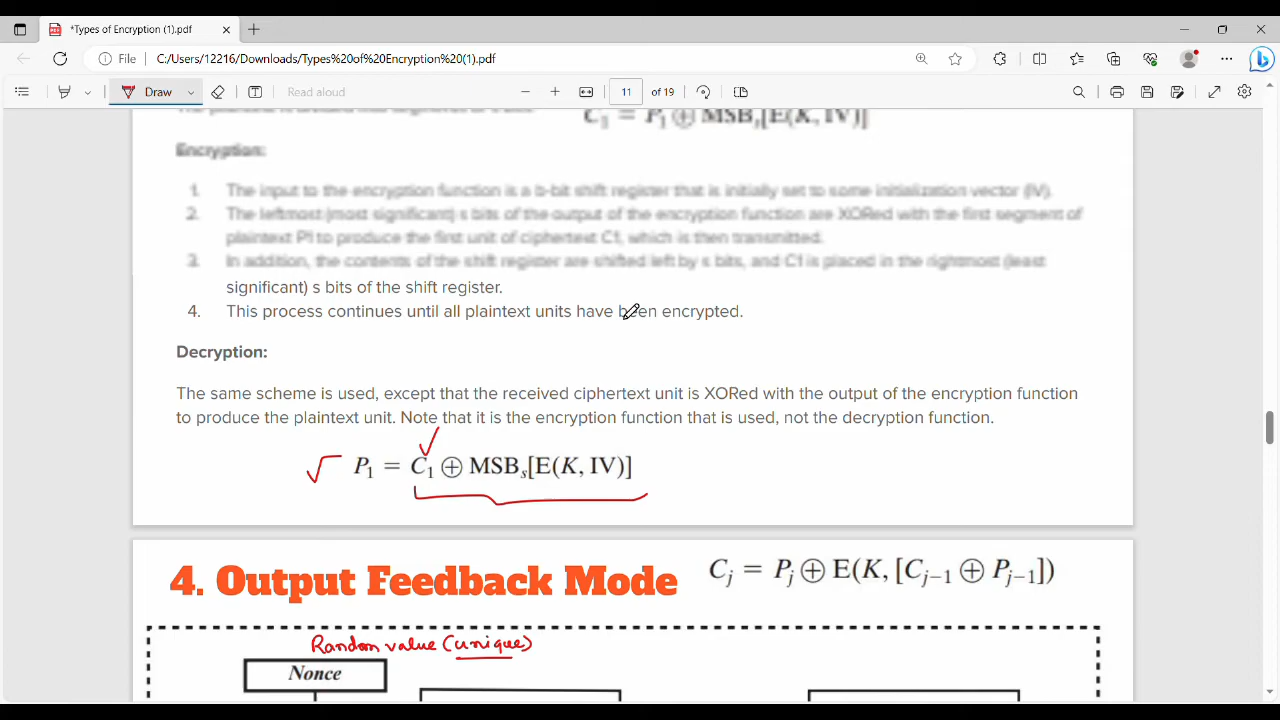 *Types of Encryption (1).pdf
File C:/Users/12216/Downloads/Types%20of%20Encryption%20(1).pdf
Draw Read aloud 11 of 19
C₁ = P₁ ⊕ MSBₛ[E(K, IV)]
Encryption:
1. The input to the encryption function is a b-bit shift register that is initially set to some initialization vector (IV).
2. The leftmost (most significant) s bits of the output of the encryption function are XORed with the first segment of
plaintext P1 to produce the first unit of ciphertext C1, which is then transmitted.
3. In addition, the contents of the shift register are shifted left by s bits, and C1 is placed in the rightmost (least
significant) s bits of the shift register.
4. This process continues until all plaintext units have been encrypted.
Decryption:
The same scheme is used, except that the received ciphertext unit is XORed with the output of the encryption function
to produce the plaintext unit. Note that it is the encryption function that is used, not the decryption function.
P₁ = C₁ ⊕ MSBₛ[E(K, IV)]
4. Output Feedback Mode Cⱼ = Pⱼ ⊕ E(K, [Cⱼ₋₁ ⊕ Pⱼ₋₁])
Random value (unique)
Nonce